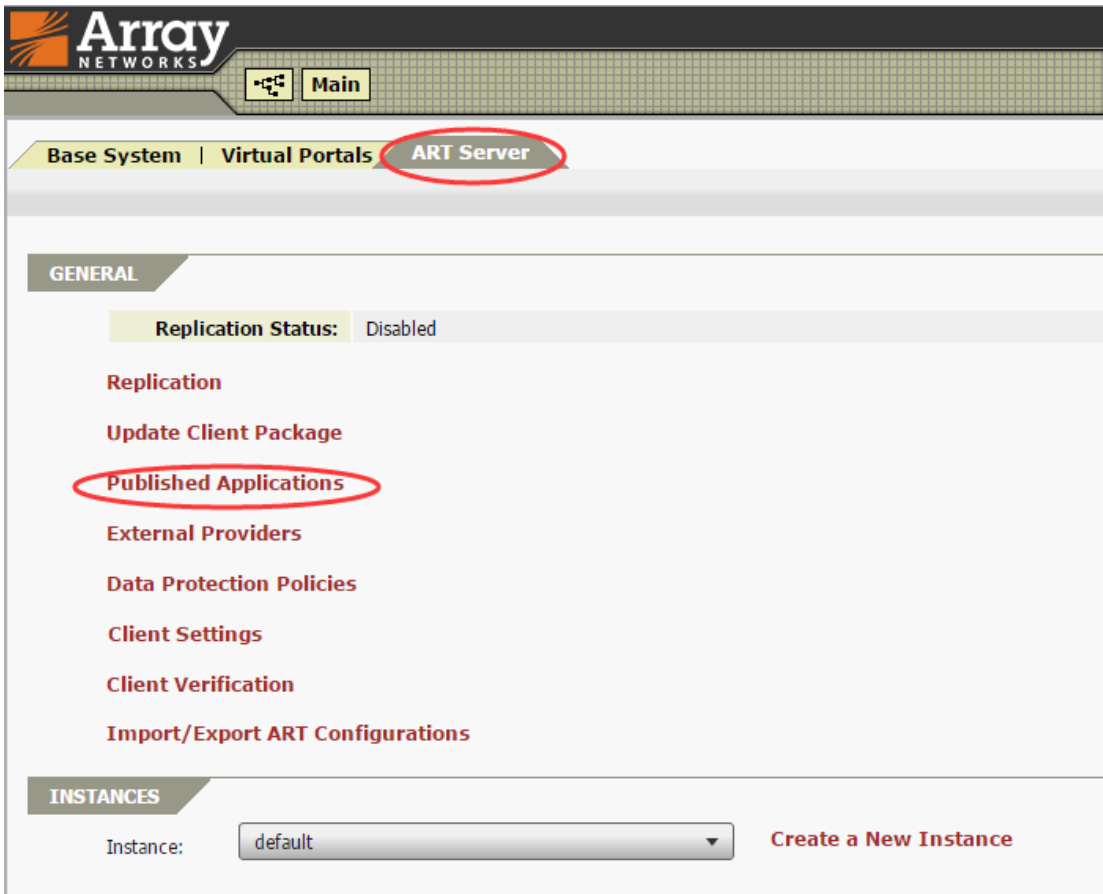 Array
NETWORKS
Main
Base System | Virtual Portals ART Server
GENERAL
Replication Status: Disabled
Replication
Update Client Package
Published Applications
External Providers
Data Protection Policies
Client Settings
Client Verification
Import/Export ART Configurations
INSTANCES
Instance: default Create a New Instance